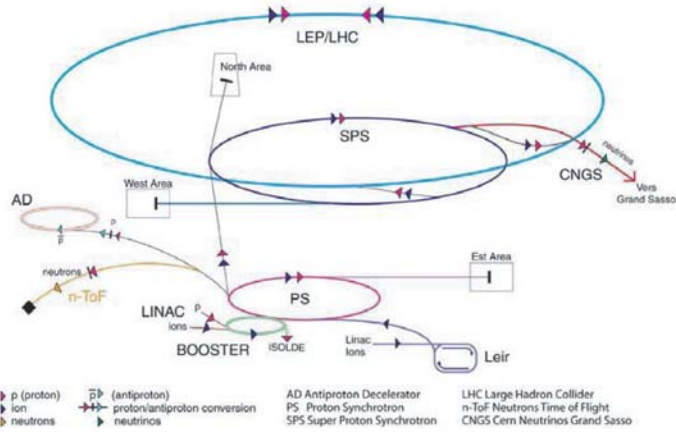 LEP/LHC
North Area
SPS
neutrinos
CNGS
Vers
Grand Sasso
West Area
AD
p
p̅
Est Area
neutrons
n-ToF
PS
LINAC
p
ions
BOOSTER
ISOLDE
Linac
Ions
Leir
p (proton)
ion
neutrons
p̅ (antiproton)
proton/antiproton conversion
neutrinos
AD Antiproton Decelerator
PS Proton Synchrotron
SPS Super Proton Synchrotron
LHC Large Hadron Collider
n-ToF Neutrons Time of Flight
CNGS Cern Neutrinos Grand Sasso